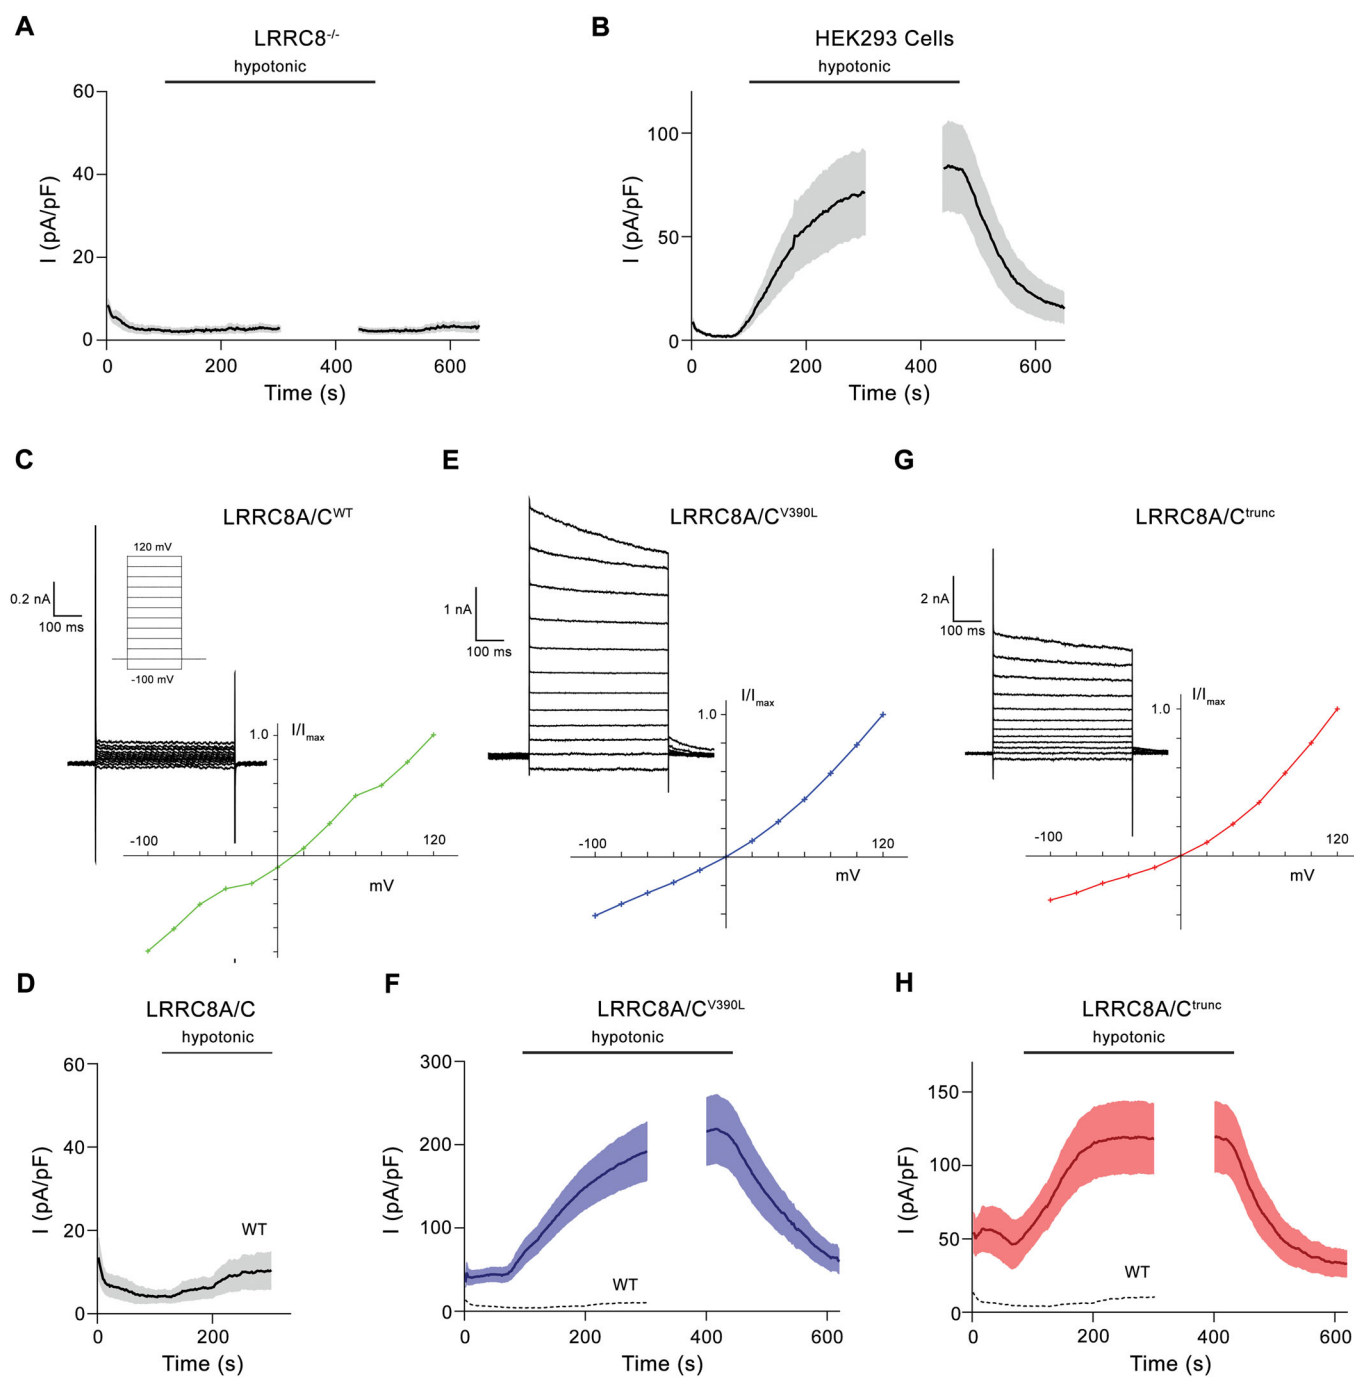 A
LRRC8-/-
hypotonic
60
40
20
0
I (pA/pF)
0 200 400 600
Time (s)
B
HEK293 Cells
hypotonic
100
50
0
I (pA/pF)
0 200 400 600
Time (s)
C
LRRC8A/CWT
120 mV
-100 mV
0.2 nA
100 ms
1.0
I/Imax
-100
120
mV
E
LRRC8A/CV390L
1 nA
100 ms
I/Imax
1.0
-100
120
mV
G
LRRC8A/Ctrunc
2 nA
100 ms
I/Imax
1.0
-100
120
mV
D
LRRC8A/C
hypotonic
60
40
20
0
I (pA/pF)
WT
0 200
Time (s)
F
LRRC8A/CV390L
hypotonic
300
200
100
0
I (pA/pF)
WT
0 200 400 600
Time (s)
H
LRRC8A/Ctrunc
hypotonic
150
100
50
0
I (pA/pF)
WT
0 200 400 600
Time (s)